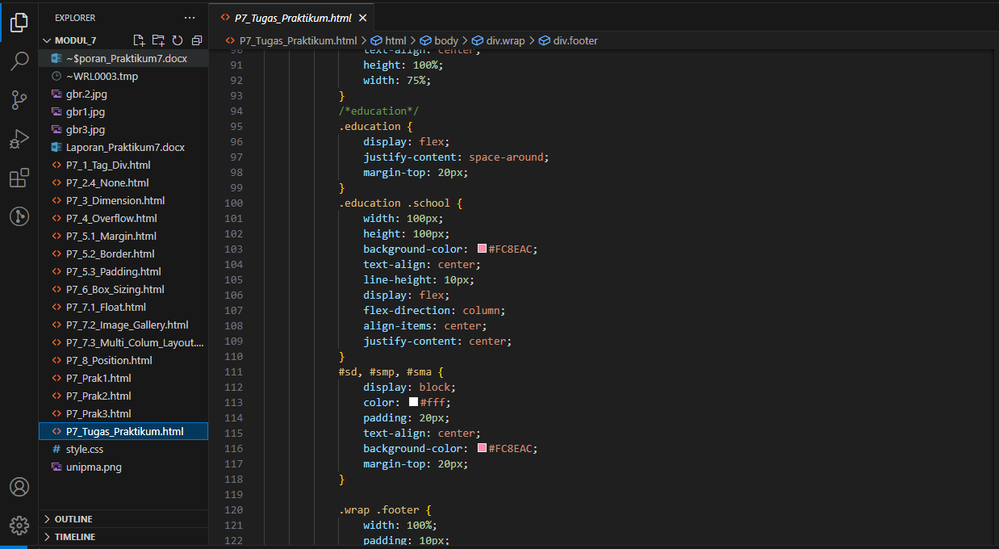 EXPLORER
MODUL_7
~$poran_Praktikum7.docx
~WRL0003.tmp
gbr.2.jpg
gbr1.jpg
gbr3.jpg
Laporan_Praktikum7.docx
P7_1_Tag_Div.html
P7_2.4_None.html
P7_3_Dimension.html
P7_4_Overflow.html
P7_5.1_Margin.html
P7_5.2_Border.html
P7_5.3_Padding.html
P7_6_Box_Sizing.html
P7_7.1_Float.html
P7_7.2_Image_Gallery.html
P7_7.3_Multi_Colum_Layout....
P7_8_Position.html
P7_Prak1.html
P7_Prak2.html
P7_Prak3.html
P7_Tugas_Praktikum.html
style.css
unipma.png
OUTLINE
TIMELINE
P7_Tugas_Praktikum.html
P7_Tugas_Praktikum.html > html > body > div.wrap > div.footer
90 text-align: center;
91 height: 100%;
92 width: 75%;
93 }
94 /*education*/
95 .education {
96 display: flex;
97 justify-content: space-around;
98 margin-top: 20px;
99 }
100 .education .school {
101 width: 100px;
102 height: 100px;
103 background-color: #FC8EAC;
104 text-align: center;
105 line-height: 10px;
106 display: flex;
107 flex-direction: column;
108 align-items: center;
109 justify-content: center;
110 }
111 #sd, #smp, #sma {
112 display: block;
113 color: #fff;
114 padding: 20px;
115 text-align: center;
116 background-color: #FC8EAC;
117 margin-top: 20px;
118 }
119
120 .wrap .footer {
121 width: 100%;
122 padding: 10px;